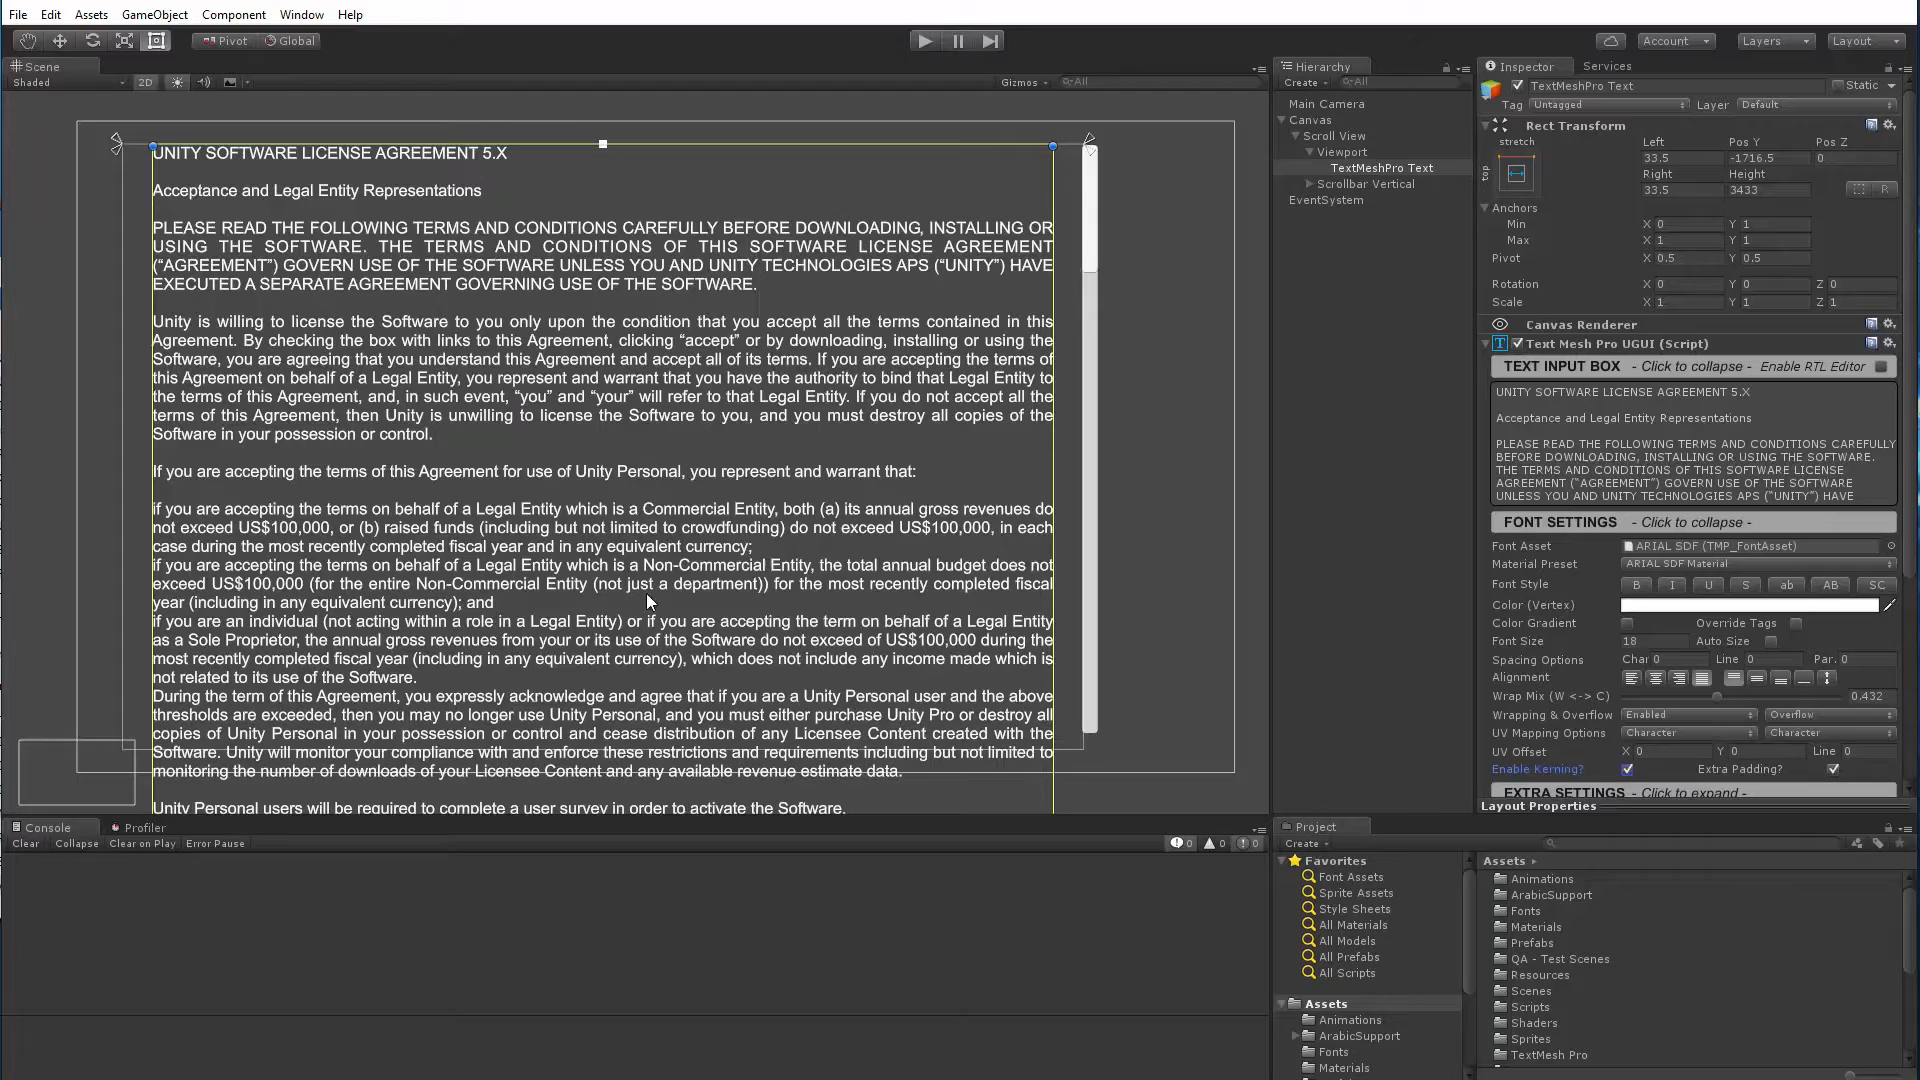 File Edit Assets GameObject Component Window Help
Pivot Global
Account Layers Layout
Scene
Shaded 2D Gizmos All
UNITY SOFTWARE LICENSE AGREEMENT 5.X
Acceptance and Legal Entity Representations
PLEASE READ THE FOLLOWING TERMS AND CONDITIONS CAREFULLY BEFORE DOWNLOADING, INSTALLING OR
USING THE SOFTWARE. THE TERMS AND CONDITIONS OF THIS SOFTWARE LICENSE AGREEMENT
(“AGREEMENT”) GOVERN USE OF THE SOFTWARE UNLESS YOU AND UNITY TECHNOLOGIES APS (“UNITY”) HAVE
EXECUTED A SEPARATE AGREEMENT GOVERNING USE OF THE SOFTWARE.
Unity is willing to license the Software to you only upon the condition that you accept all the terms contained in this
Agreement. By checking the box with links to this Agreement, clicking “accept” or by downloading, installing or using the
Software, you are agreeing that you understand this Agreement and accept all of its terms. If you are accepting the terms of
this Agreement on behalf of a Legal Entity, you represent and warrant that you have the authority to bind that Legal Entity to
the terms of this Agreement, and, in such event, “you” and “your” will refer to that Legal Entity. If you do not accept all the
terms of this Agreement, then Unity is unwilling to license the Software to you, and you must destroy all copies of the
Software in your possession or control.
If you are accepting the terms of this Agreement for use of Unity Personal, you represent and warrant that:
if you are accepting the terms on behalf of a Legal Entity which is a Commercial Entity, both (a) its annual gross revenues do
not exceed US$100,000, or (b) raised funds (including but not limited to crowdfunding) do not exceed US$100,000, in each
case during the most recently completed fiscal year and in any equivalent currency;
if you are accepting the terms on behalf of a Legal Entity which is a Non-Commercial Entity, the total annual budget does not
exceed US$100,000 (for the entire Non-Commercial Entity (not just a department)) for the most recently completed fiscal
year (including in any equivalent currency); and
if you are an individual (not acting within a role in a Legal Entity) or if you are accepting the term on behalf of a Legal Entity
as a Sole Proprietor, the annual gross revenues from your or its use of the Software do not exceed of US$100,000 during the
most recently completed fiscal year (including in any equivalent currency), which does not include any income made which is
not related to its use of the Software.
During the term of this Agreement, you expressly acknowledge and agree that if you are a Unity Personal user and the above
thresholds are exceeded, then you may no longer use Unity Personal, and you must either purchase Unity Pro or destroy all
copies of Unity Personal in your possession or control and cease distribution of any Licensee Content created with the
Software. Unity will monitor your compliance with and enforce these restrictions and requirements including but not limited to
monitoring the number of downloads of your Licensee Content and any available revenue estimate data.
Unity Personal users will be required to complete a user survey in order to activate the Software.
Hierarchy
Create All
Main Camera
Canvas
Scroll View
Viewport
TextMeshPro Text
Scrollbar Vertical
EventSystem
Inspector Services
TextMeshPro Text Static
Tag Untagged Layer Default
Rect Transform
stretch
top
Left Pos Y Pos Z
33.5 -1716.5 0
Right Height
33.5 3433 R
Anchors
Min X 0 Y 1
Max X 1 Y 1
Pivot X 0.5 Y 0.5
Rotation X 0 Y 0 Z 0
Scale X 1 Y 1 Z 1
Canvas Renderer
Text Mesh Pro UGUI (Script)
TEXT INPUT BOX - Click to collapse - Enable RTL Editor
UNITY SOFTWARE LICENSE AGREEMENT 5.X
Acceptance and Legal Entity Representations
PLEASE READ THE FOLLOWING TERMS AND CONDITIONS CAREFULLY
BEFORE DOWNLOADING, INSTALLING OR USING THE SOFTWARE.
THE TERMS AND CONDITIONS OF THIS SOFTWARE LICENSE
AGREEMENT (“AGREEMENT”) GOVERN USE OF THE SOFTWARE
UNLESS YOU AND UNITY TECHNOLOGIES APS (“UNITY”) HAVE
FONT SETTINGS - Click to collapse -
Font Asset ARIAL SDF (TMP_FontAsset)
Material Preset ARIAL SDF Material
Font Style B I U S ab AB SC
Color (Vertex)
Color Gradient Override Tags
Font Size 18 Auto Size
Spacing Options Char 0 Line 0 Par. 0
Alignment
Wrap Mix (W <-> C) 0.432
Wrapping & Overflow Enabled Overflow
UV Mapping Options Character Character
UV Offset X 0 Y 0 Line 0
Enable Kerning? Extra Padding?
EXTRA SETTINGS - Click to expand -
Layout Properties
Console Profiler
Clear Collapse Clear on Play Error Pause 0 0 0
Project
Create
Favorites
Font Assets
Sprite Assets
Style Sheets
All Materials
All Models
All Prefabs
All Scripts
Assets
Animations
ArabicSupport
Fonts
Materials
Assets
Animations
ArabicSupport
Fonts
Materials
Prefabs
QA - Test Scenes
Resources
Scenes
Scripts
Shaders
Sprites
TextMesh Pro